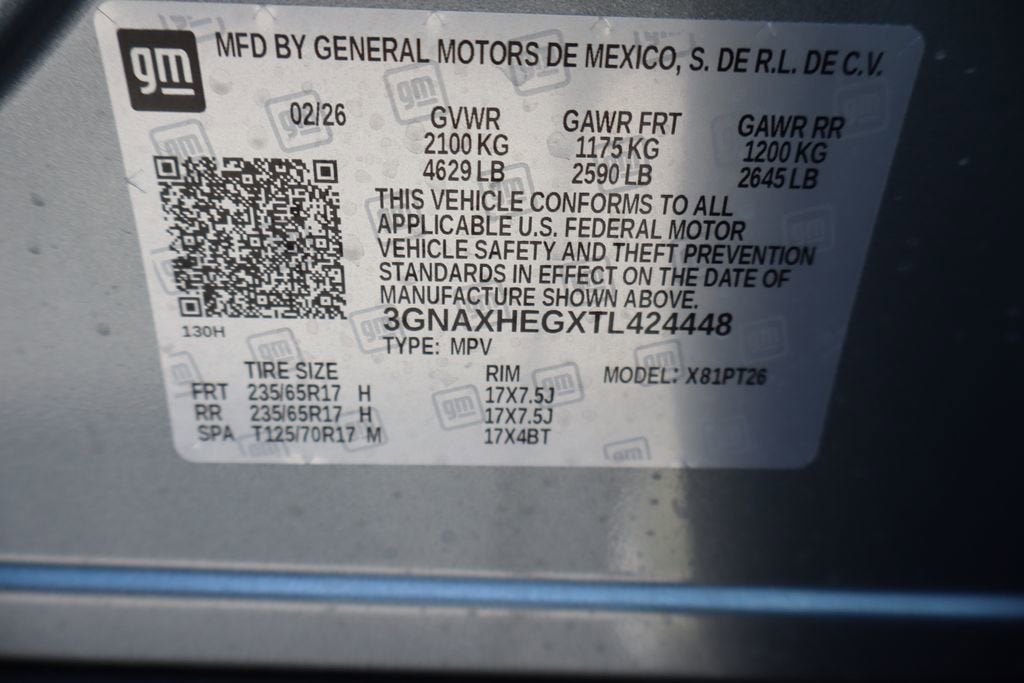 gm
MFD BY GENERAL MOTORS DE MEXICO, S. DE R.L. DE C.V.
02/26 GVWR GAWR FRT GAWR RR
2100 KG 1175 KG 1200 KG
4629 LB 2590 LB 2645 LB
THIS VEHICLE CONFORMS TO ALL
APPLICABLE U.S. FEDERAL MOTOR
VEHICLE SAFETY AND THEFT PREVENTION
STANDARDS IN EFFECT ON THE DATE OF
MANUFACTURE SHOWN ABOVE.
3GNAXHEGXTL424448
130H
TYPE: MPV
TIRE SIZE RIM MODEL: X81PT26
FRT 235/65R17 H 17X7.5J
RR 235/65R17 H 17X7.5J
SPA T125/70R17 M 17X4BT